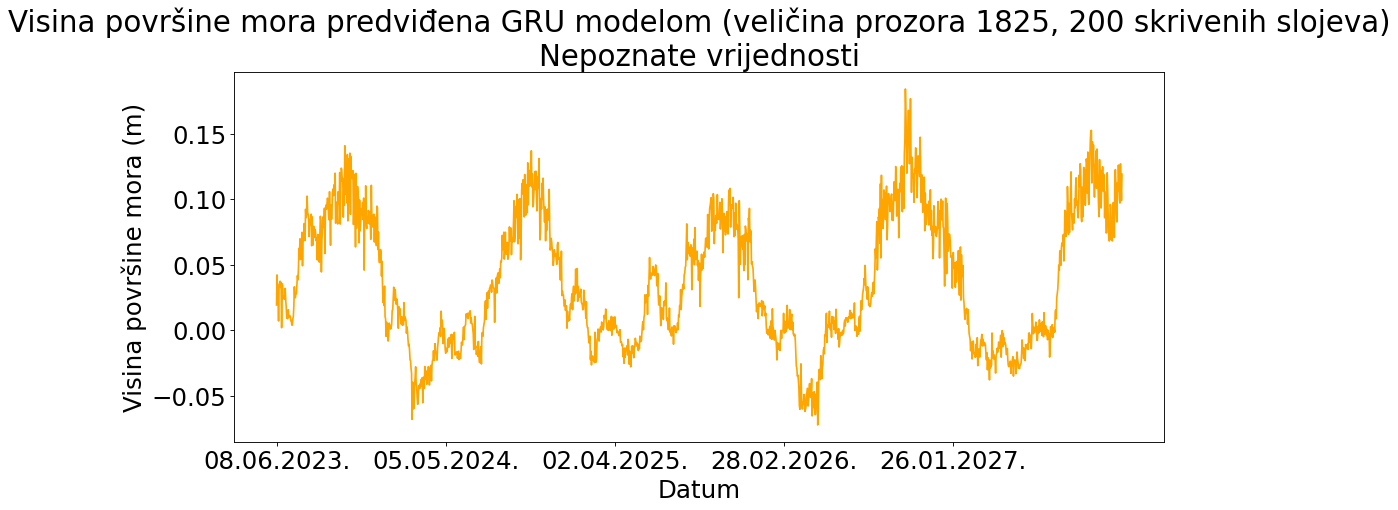 Visina površine mora predviđena GRU modelom (veličina prozora 1825, 200 skrivenih slojeva)
Nepoznate vrijednosti
Visina površine mora (m)
0.15
0.10
0.05
0.00
−0.05
08.06.2023. 05.05.2024. 02.04.2025. 28.02.2026. 26.01.2027.
Datum